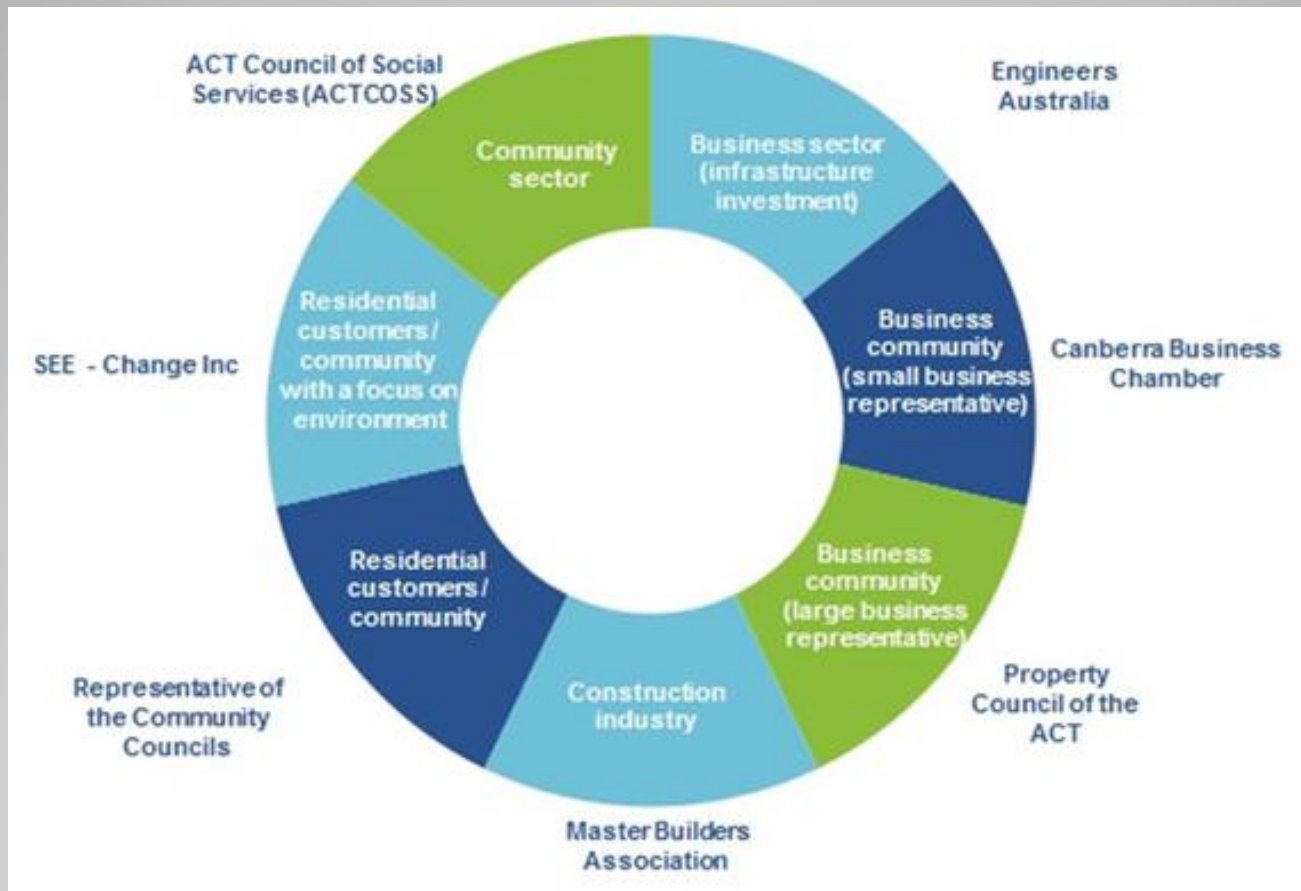 ACT Council of Social
Services (ACTCOSS)
Engineers
Australia
Community
sector
Business sector
(infrastructure
investment)
Residential
customers/
community
with a focus on
environment
Business
community
(small business
representative)
SEE - Change Inc
Canberra Business
Chamber
Residential
customers/
community
Business
community
(large business
representative)
Construction
industry
Representative of
the Community
Councils
Property
Council of the
ACT
Master Builders
Association